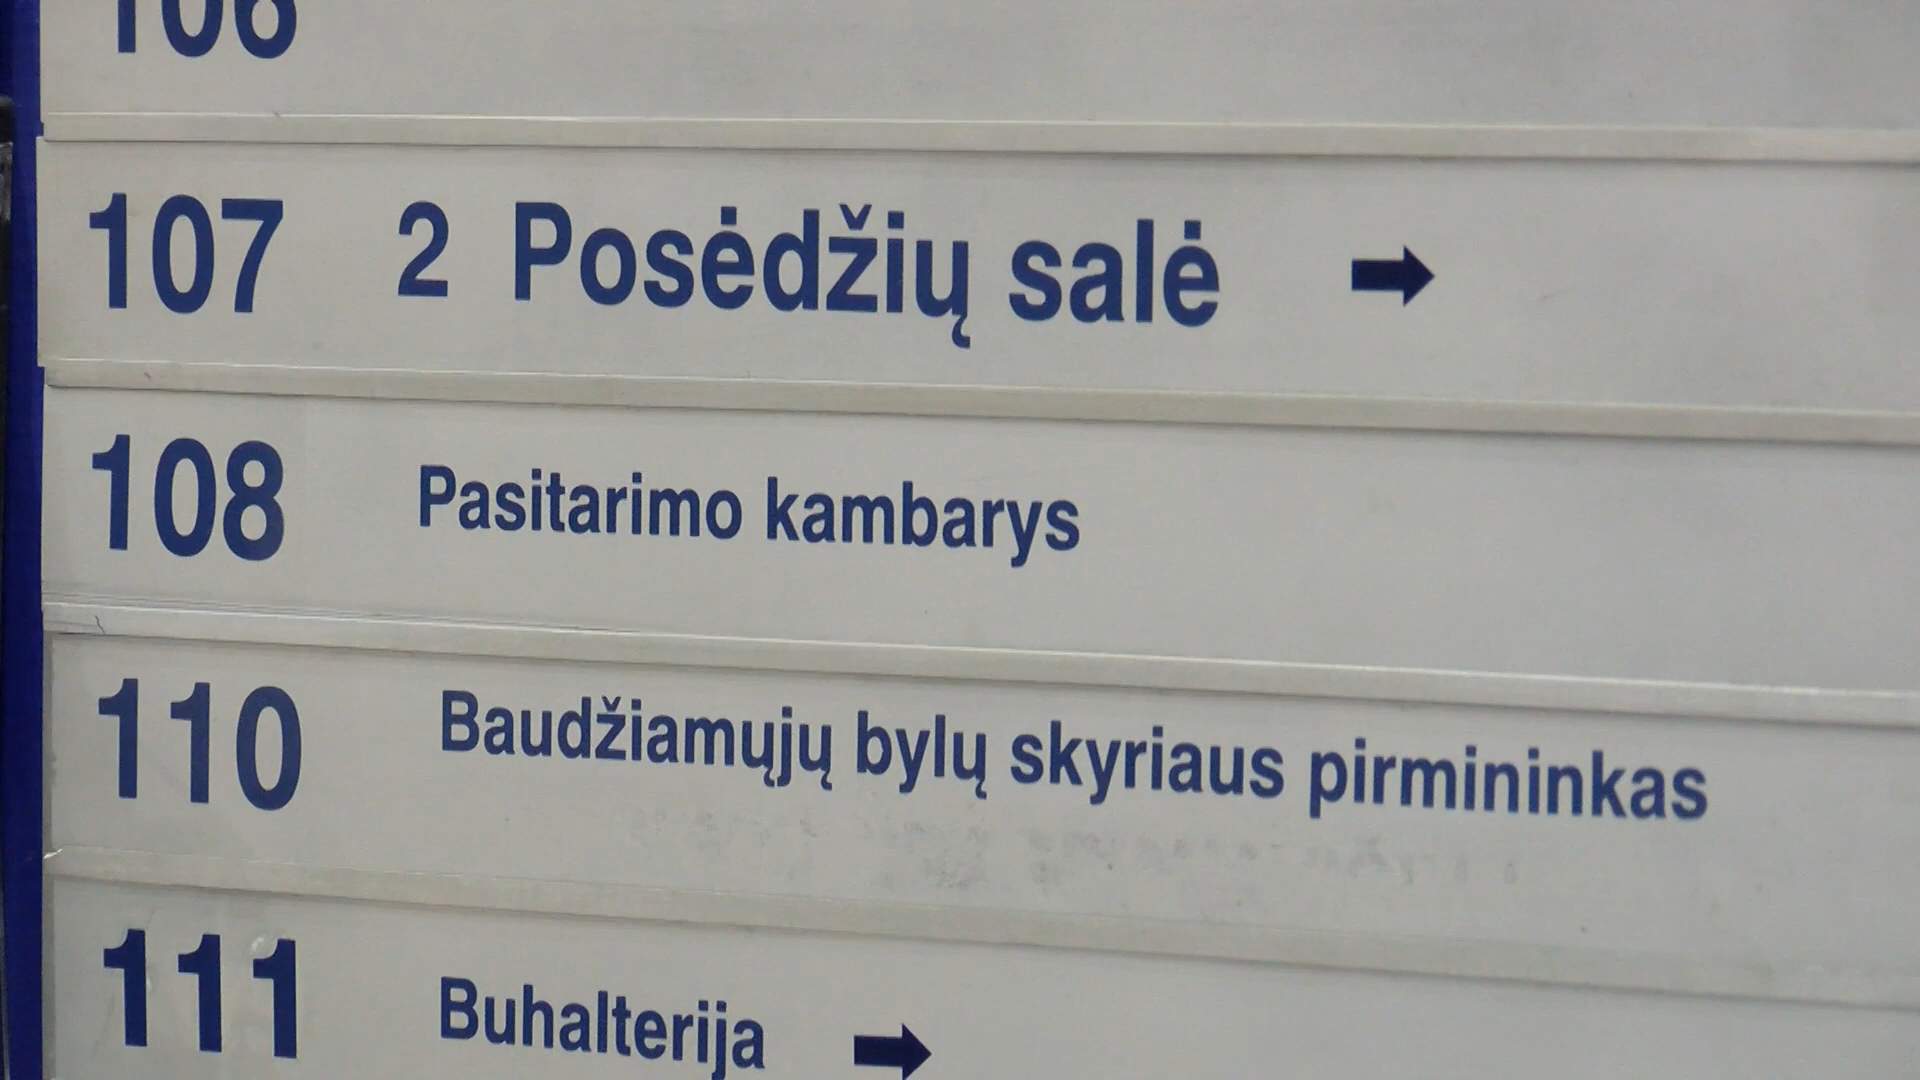 106
107 2 Posėdžių salė →
108 Pasitarimo kambarys
110 Baudžiamųjų bylų skyriaus pirmininkas
111 Buhalterija →